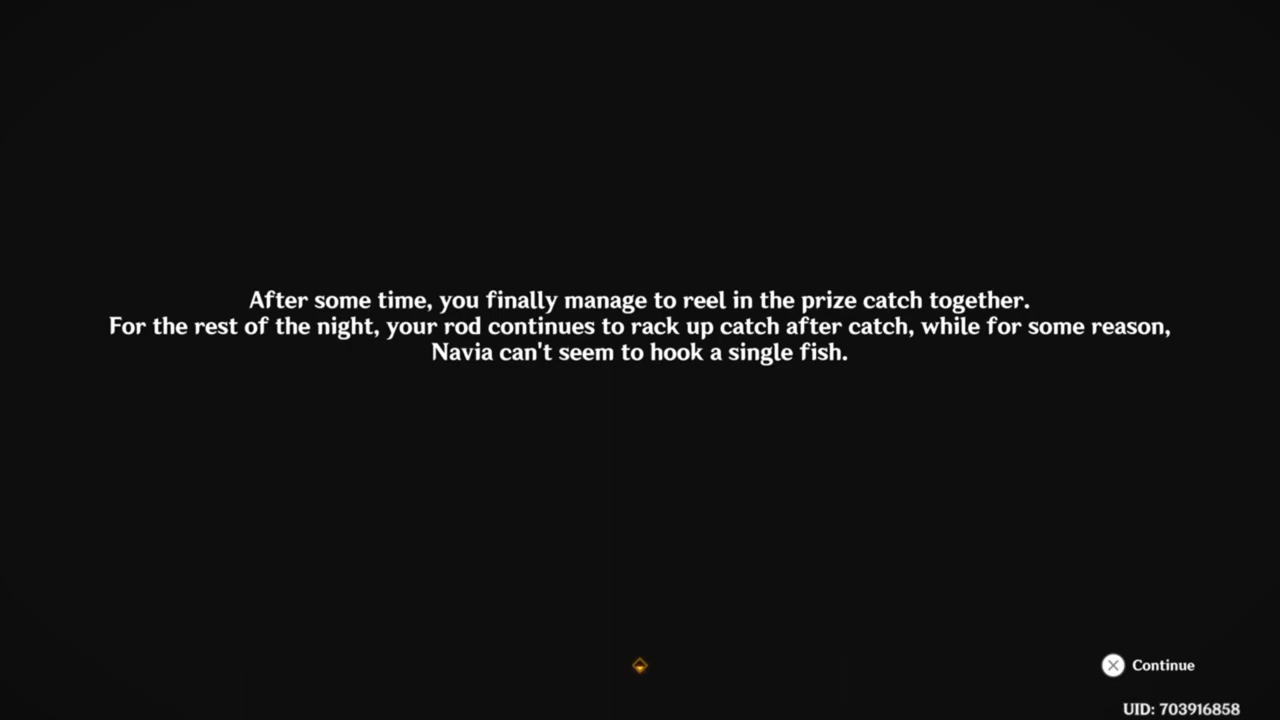 After some time, you finally manage to reel in the prize catch together.
For the rest of the night, your rod continues to rack up catch after catch, while for some reason,
Navia can't seem to hook a single fish.
Continue
UID: 703916858